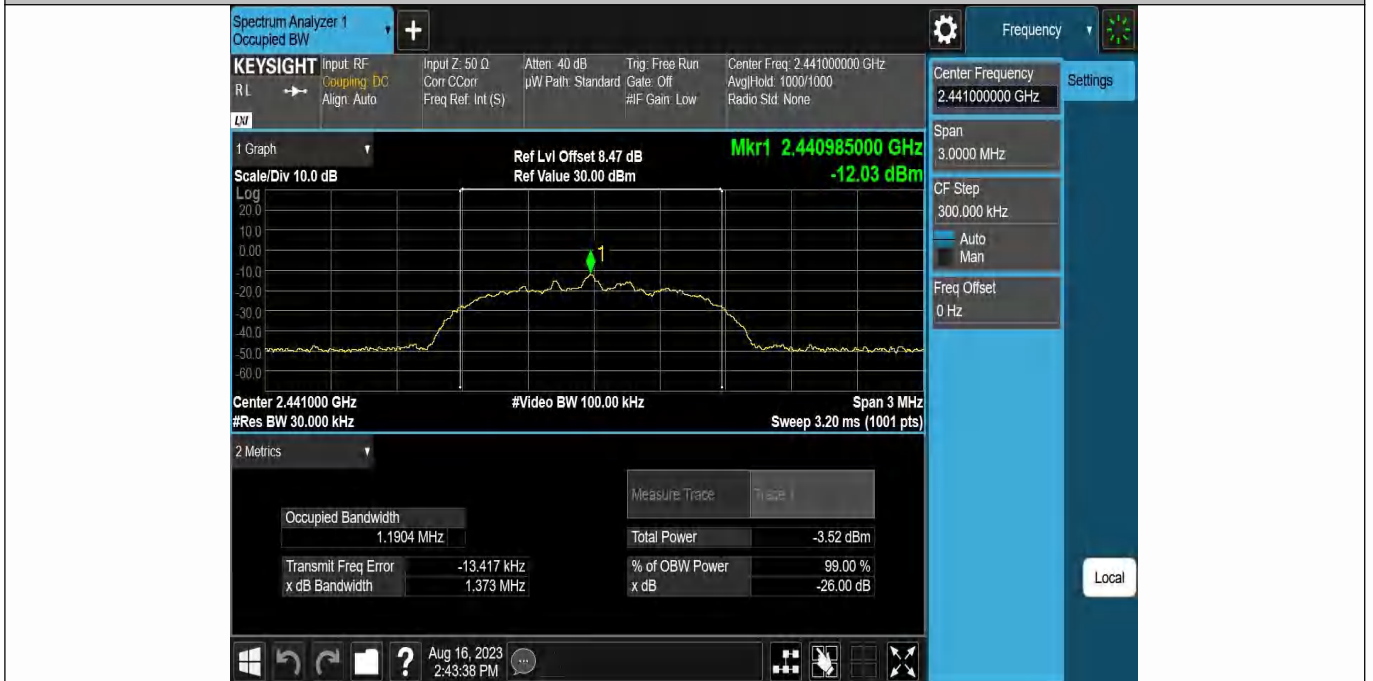 Spectrum Analyzer 1
Occupied BW
+
Frequency
KEYSIGHT
R L
LXI
Input: RF
Coupling: DC
Align: Auto
Input Z: 50 Ω
Corr CCorr
Freq Ref: Int (S)
Atten: 40 dB
µW Path: Standard
Trig: Free Run
Gate: Off
#IF Gain: Low
Center Freq: 2.441000000 GHz
Avg|Hold: 1000/1000
Radio Std: None
Center Frequency
2.441000000 GHz
Settings
Span
3.0000 MHz
CF Step
300.000 kHz
Auto
Man
Freq Offset
0 Hz
Local
1 Graph
Scale/Div 10.0 dB
Ref Lvl Offset 8.47 dB
Ref Value 30.00 dBm
Mkr1 2.440985000 GHz
-12.03 dBm
Log
20.0
10.0
0.00
-10.0
-20.0
-30.0
-40.0
-50.0
-60.0
1
Center 2.441000 GHz
#Video BW 100.00 kHz
Span 3 MHz
#Res BW 30.000 kHz
Sweep 3.20 ms (1001 pts)
2 Metrics
Measure Trace
Trace 1
Occupied Bandwidth
1.1904 MHz
Total Power
-3.52 dBm
Transmit Freq Error
-13.417 kHz
% of OBW Power
99.00 %
x dB Bandwidth
1.373 MHz
x dB
-26.00 dB
?
Aug 16, 2023
2:43:38 PM